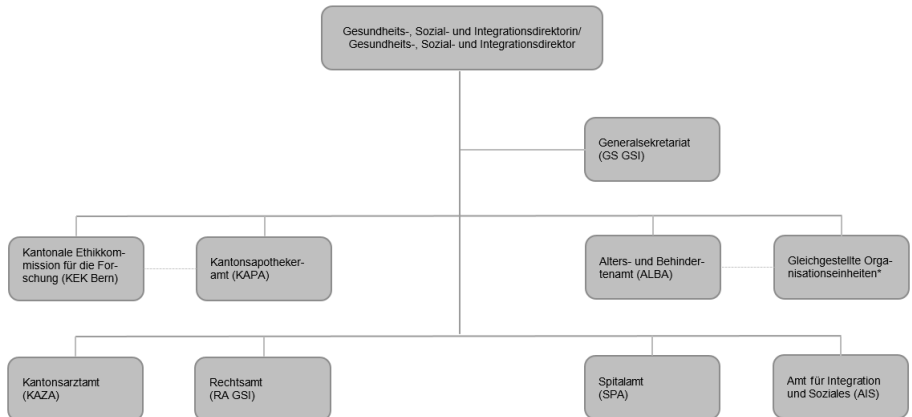 Gesundheits-, Sozial- und Integrationsdirektorin/
Gesundheits-, Sozial- und Integrationsdirektor
Generalsekretariat
(GS GSI)
Kantonale Ethikkom-
mission für die For-
schung (KEK Bern)
Kantonsapotheker-
amt (KAPA)
Alters- und Behinder-
tenamt (ALBA)
Gleichgestellte Orga-
nisationseinheiten*
Kantonsarztamt
(KAZA)
Rechtsamt
(RA GSI)
Spitalamt
(SPA)
Amt für Integration
und Soziales (AIS)